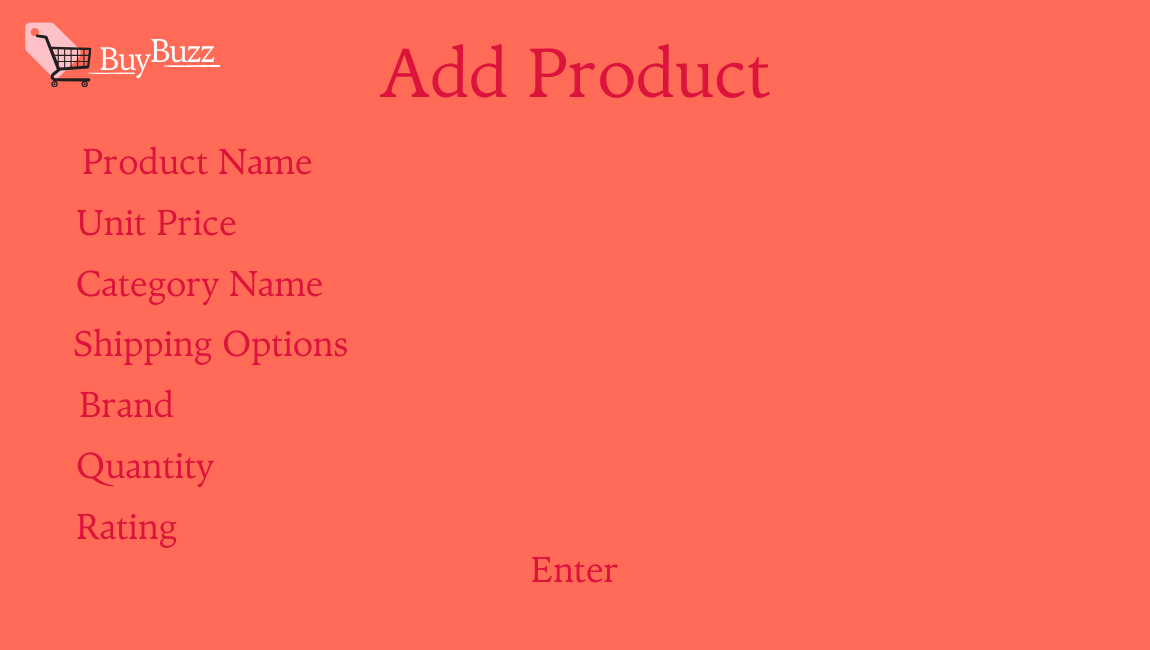 BuyBuzz
Add Product
Product Name
Unit Price
Category Name
Shipping Options
Brand
Quantity
Rating
Enter